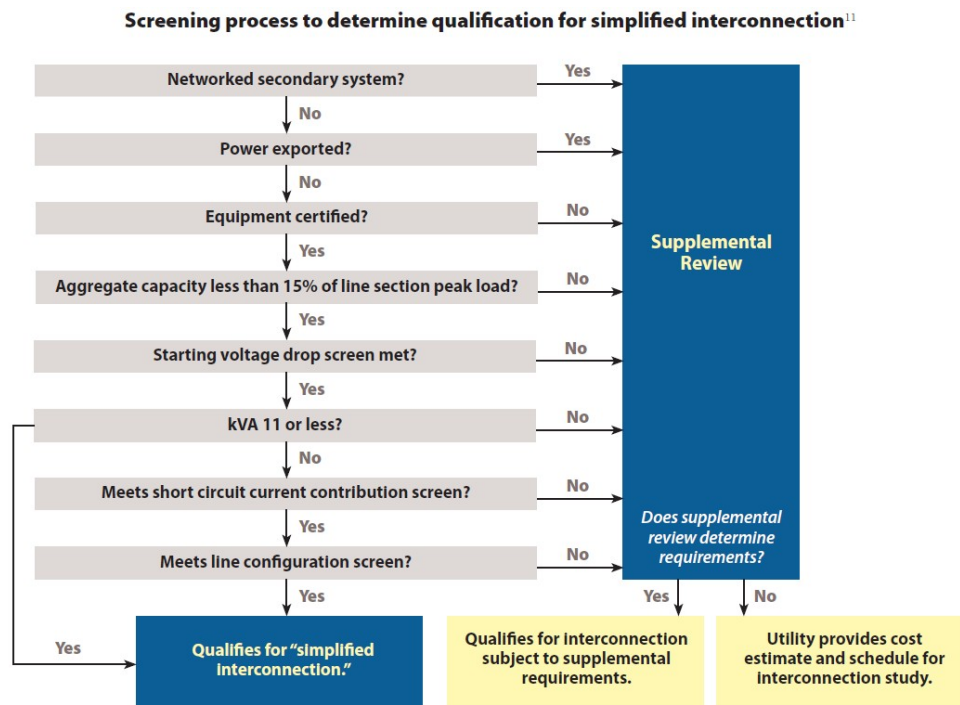 Screening process to determine qualification for simplified interconnection11
Networked secondary system?
Yes
No
Power exported?
Yes
No
Equipment certified?
No
Yes
Aggregate capacity less than 15% of line section peak load?
No
Yes
Starting voltage drop screen met?
No
Yes
kVA 11 or less?
No
No
Meets short circuit current contribution screen?
No
Yes
Meets line configuration screen?
No
Yes
Supplemental
Review
Does supplemental
review determine
requirements?
Yes
No
Yes
Qualifies for “simplified
interconnection.”
Qualifies for interconnection
subject to supplemental
requirements.
Utility provides cost
estimate and schedule for
interconnection study.